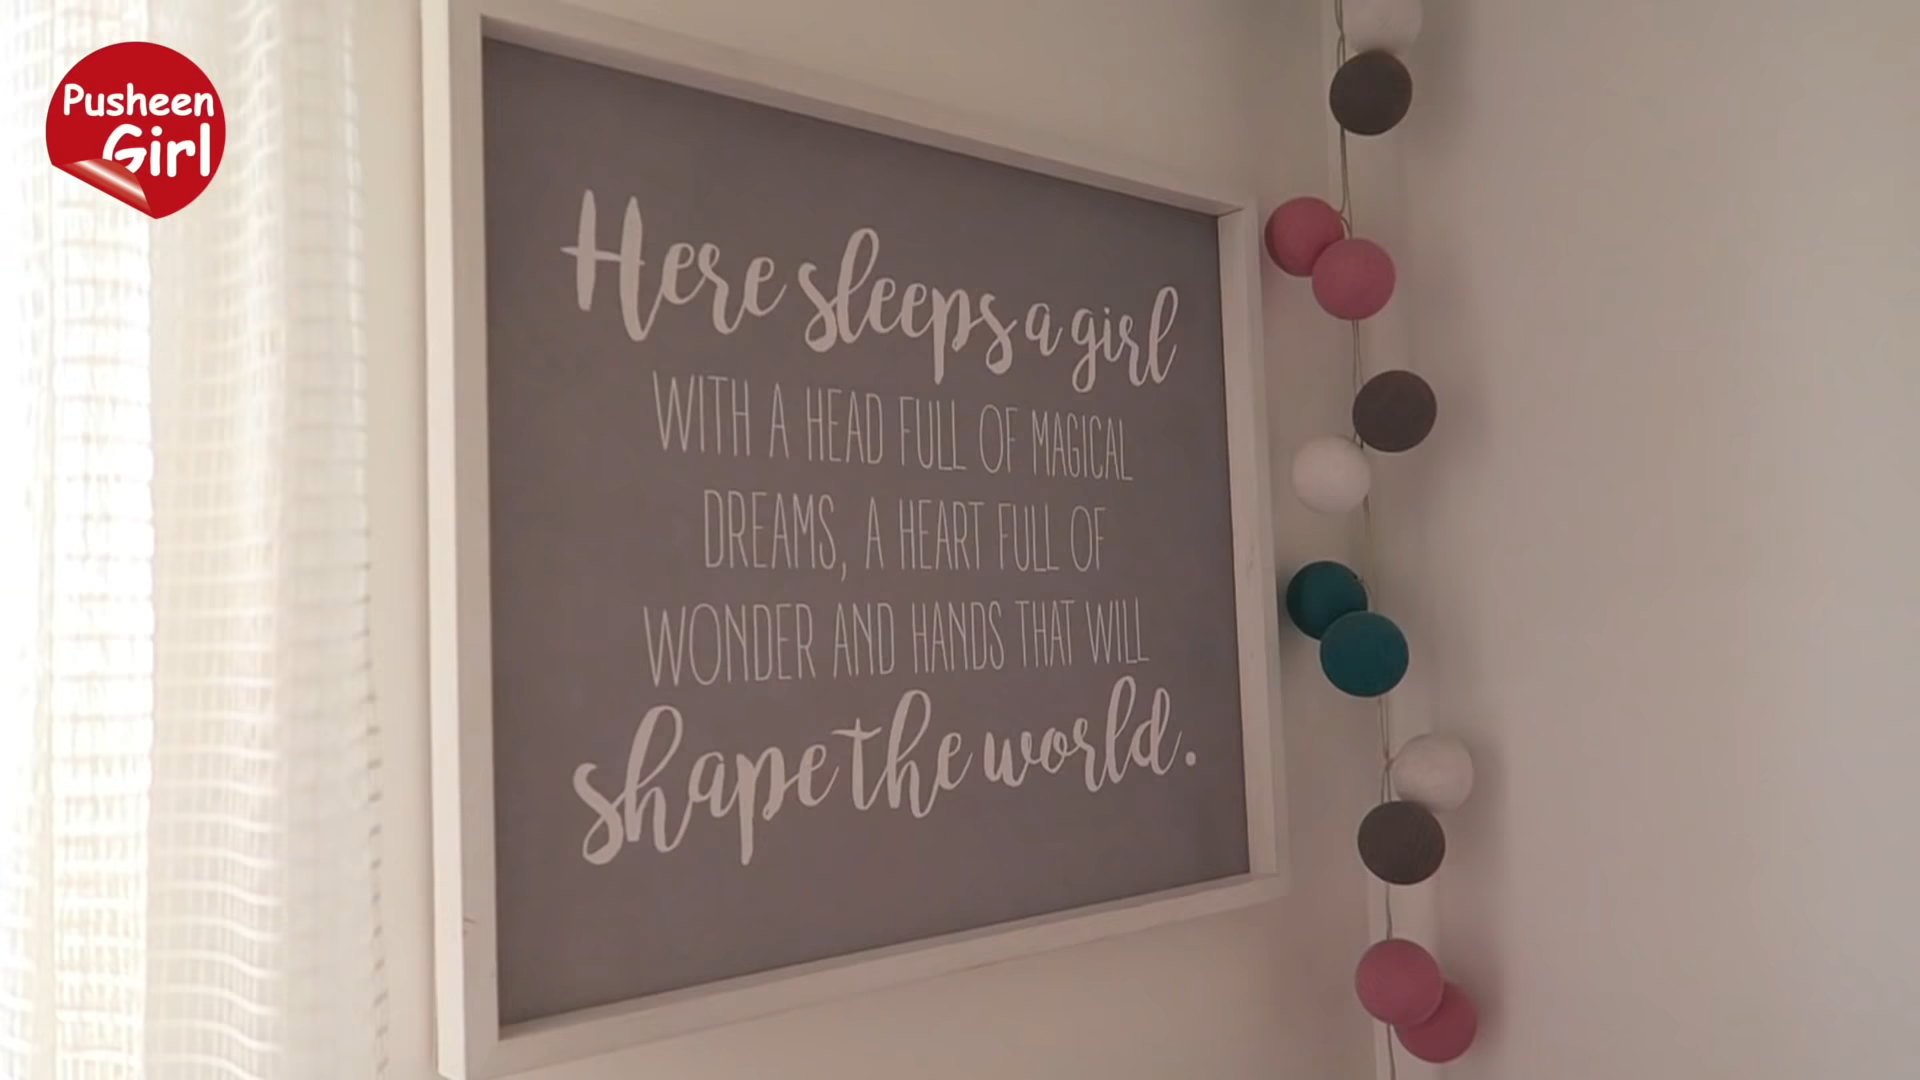 Pusheen
Girl
Here sleeps a girl
WITH A HEAD FULL OF MAGICAL
DREAMS, A HEART FULL OF
WONDER AND HANDS THAT WILL
shape the world.